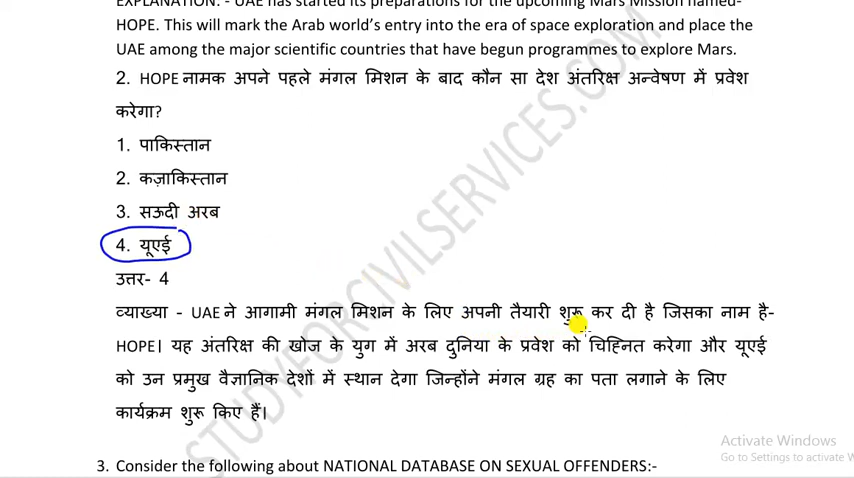 EXPLANATION: - UAE has started its preparations for the upcoming Mars Mission named-
HOPE. This will mark the Arab world's entry into the era of space exploration and place the
UAE among the major scientific countries that have begun programmes to explore Mars.
2. HOPE नामक अपने पहले मंगल मिशन के बाद कौन सा देश अंतरिक्ष अन्वेषण में प्रवेश
करेगा?
1. पाकिस्तान
2. कज़ाकिस्तान
3. सऊदी अरब
4. यूएई
उत्तर- 4
व्याख्या - UAE ने आगामी मंगल मिशन के लिए अपनी तैयारी शुरू कर दी है जिसका नाम है-
HOPE। यह अंतरिक्ष की खोज के युग में अरब दुनिया के प्रवेश को चिह्नित करेगा और यूएई
को उन प्रमुख वैज्ञानिक देशों में स्थान देगा जिन्होंने मंगल ग्रह का पता लगाने के लिए
कार्यक्रम शुरू किए हैं।
3. Consider the following about NATIONAL DATABASE ON SEXUAL OFFENDERS:-
STUDYFORCIVILSERVICES.COM
Activate Windows
Go to Settings to activate W